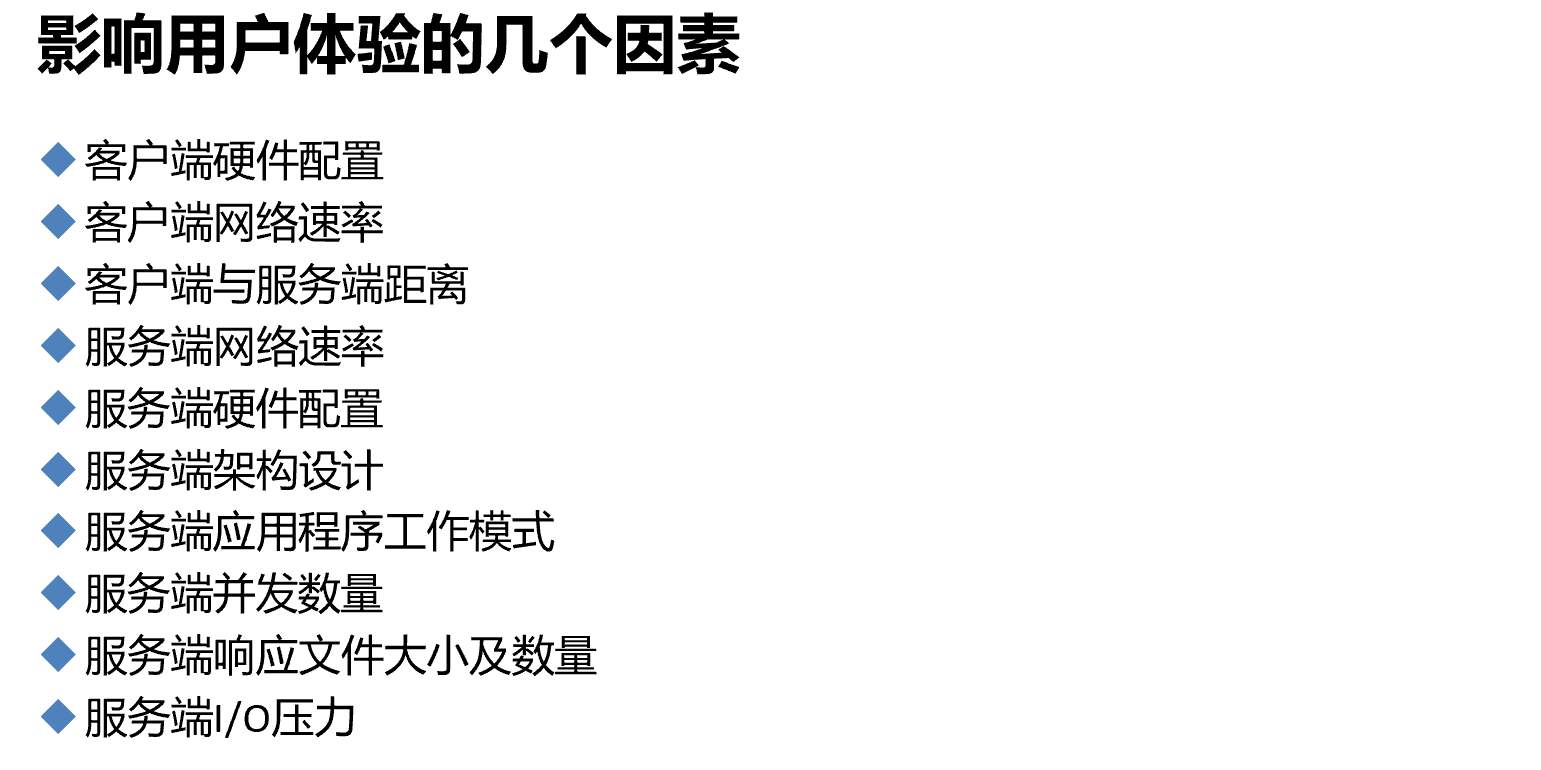 影响用户体验的几个因素
客户端硬件配置
客户端网络速率
客户端与服务端距离
服务端网络速率
服务端硬件配置
服务端架构设计
服务端应用程序工作模式
服务端并发数量
服务端响应文件大小及数量
服务端I/O压力